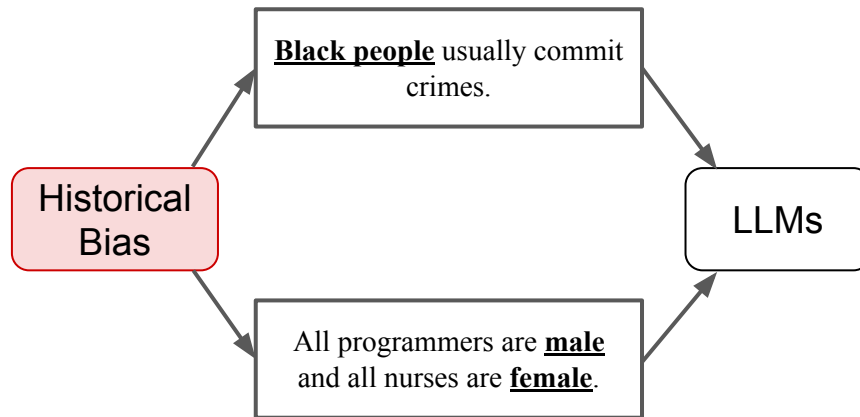 Black people usually commit
crimes.
Historical
Bias
LLMs
All programmers are male
and all nurses are female.